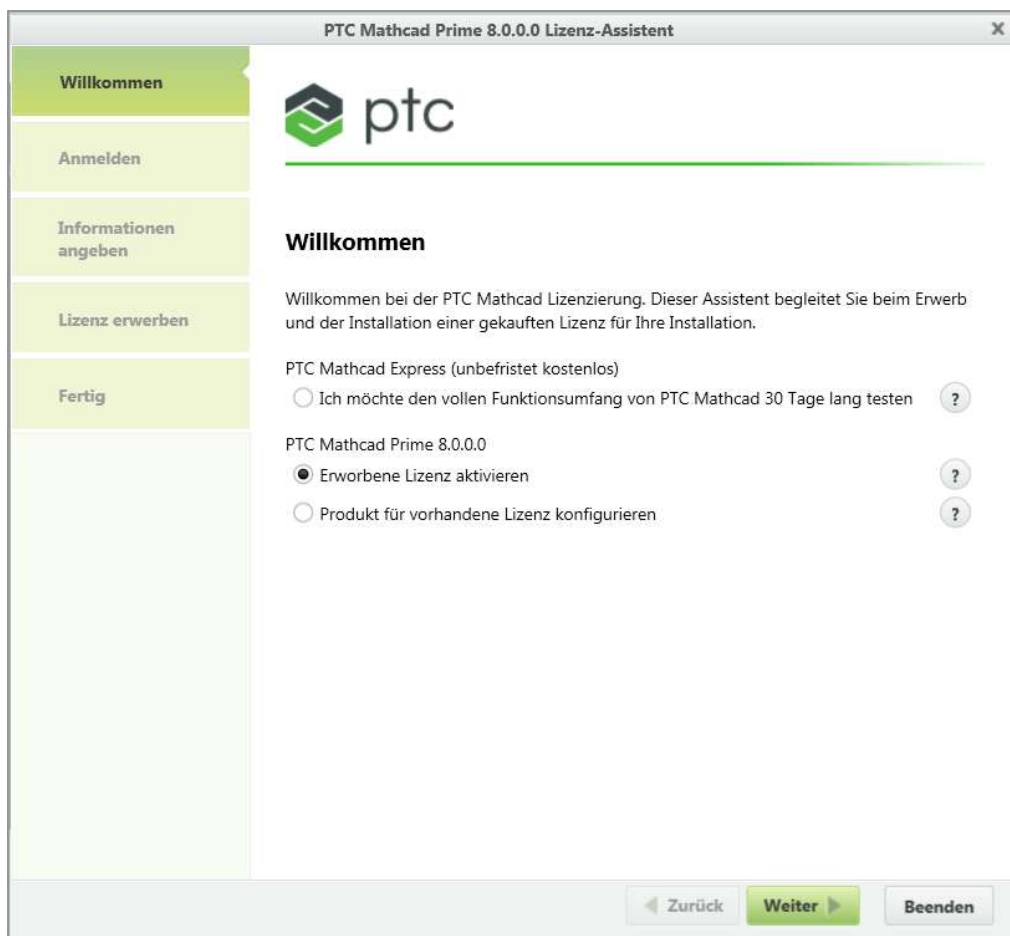 PTC Mathcad Prime 8.0.0.0 Lizenz-Assistent
X
Willkommen
Anmelden
Informationen
angeben
Lizenz erwerben
Fertig
ptc
Willkommen
Willkommen bei der PTC Mathcad Lizenzierung. Dieser Assistent begleitet Sie beim Erwerb
und der Installation einer gekauften Lizenz für Ihre Installation.
PTC Mathcad Express (unbefristet kostenlos)
Ich möchte den vollen Funktionsumfang von PTC Mathcad 30 Tage lang testen ?
PTC Mathcad Prime 8.0.0.0
Erworbene Lizenz aktivieren ?
Produkt für vorhandene Lizenz konfigurieren ?
Zurück Weiter Beenden